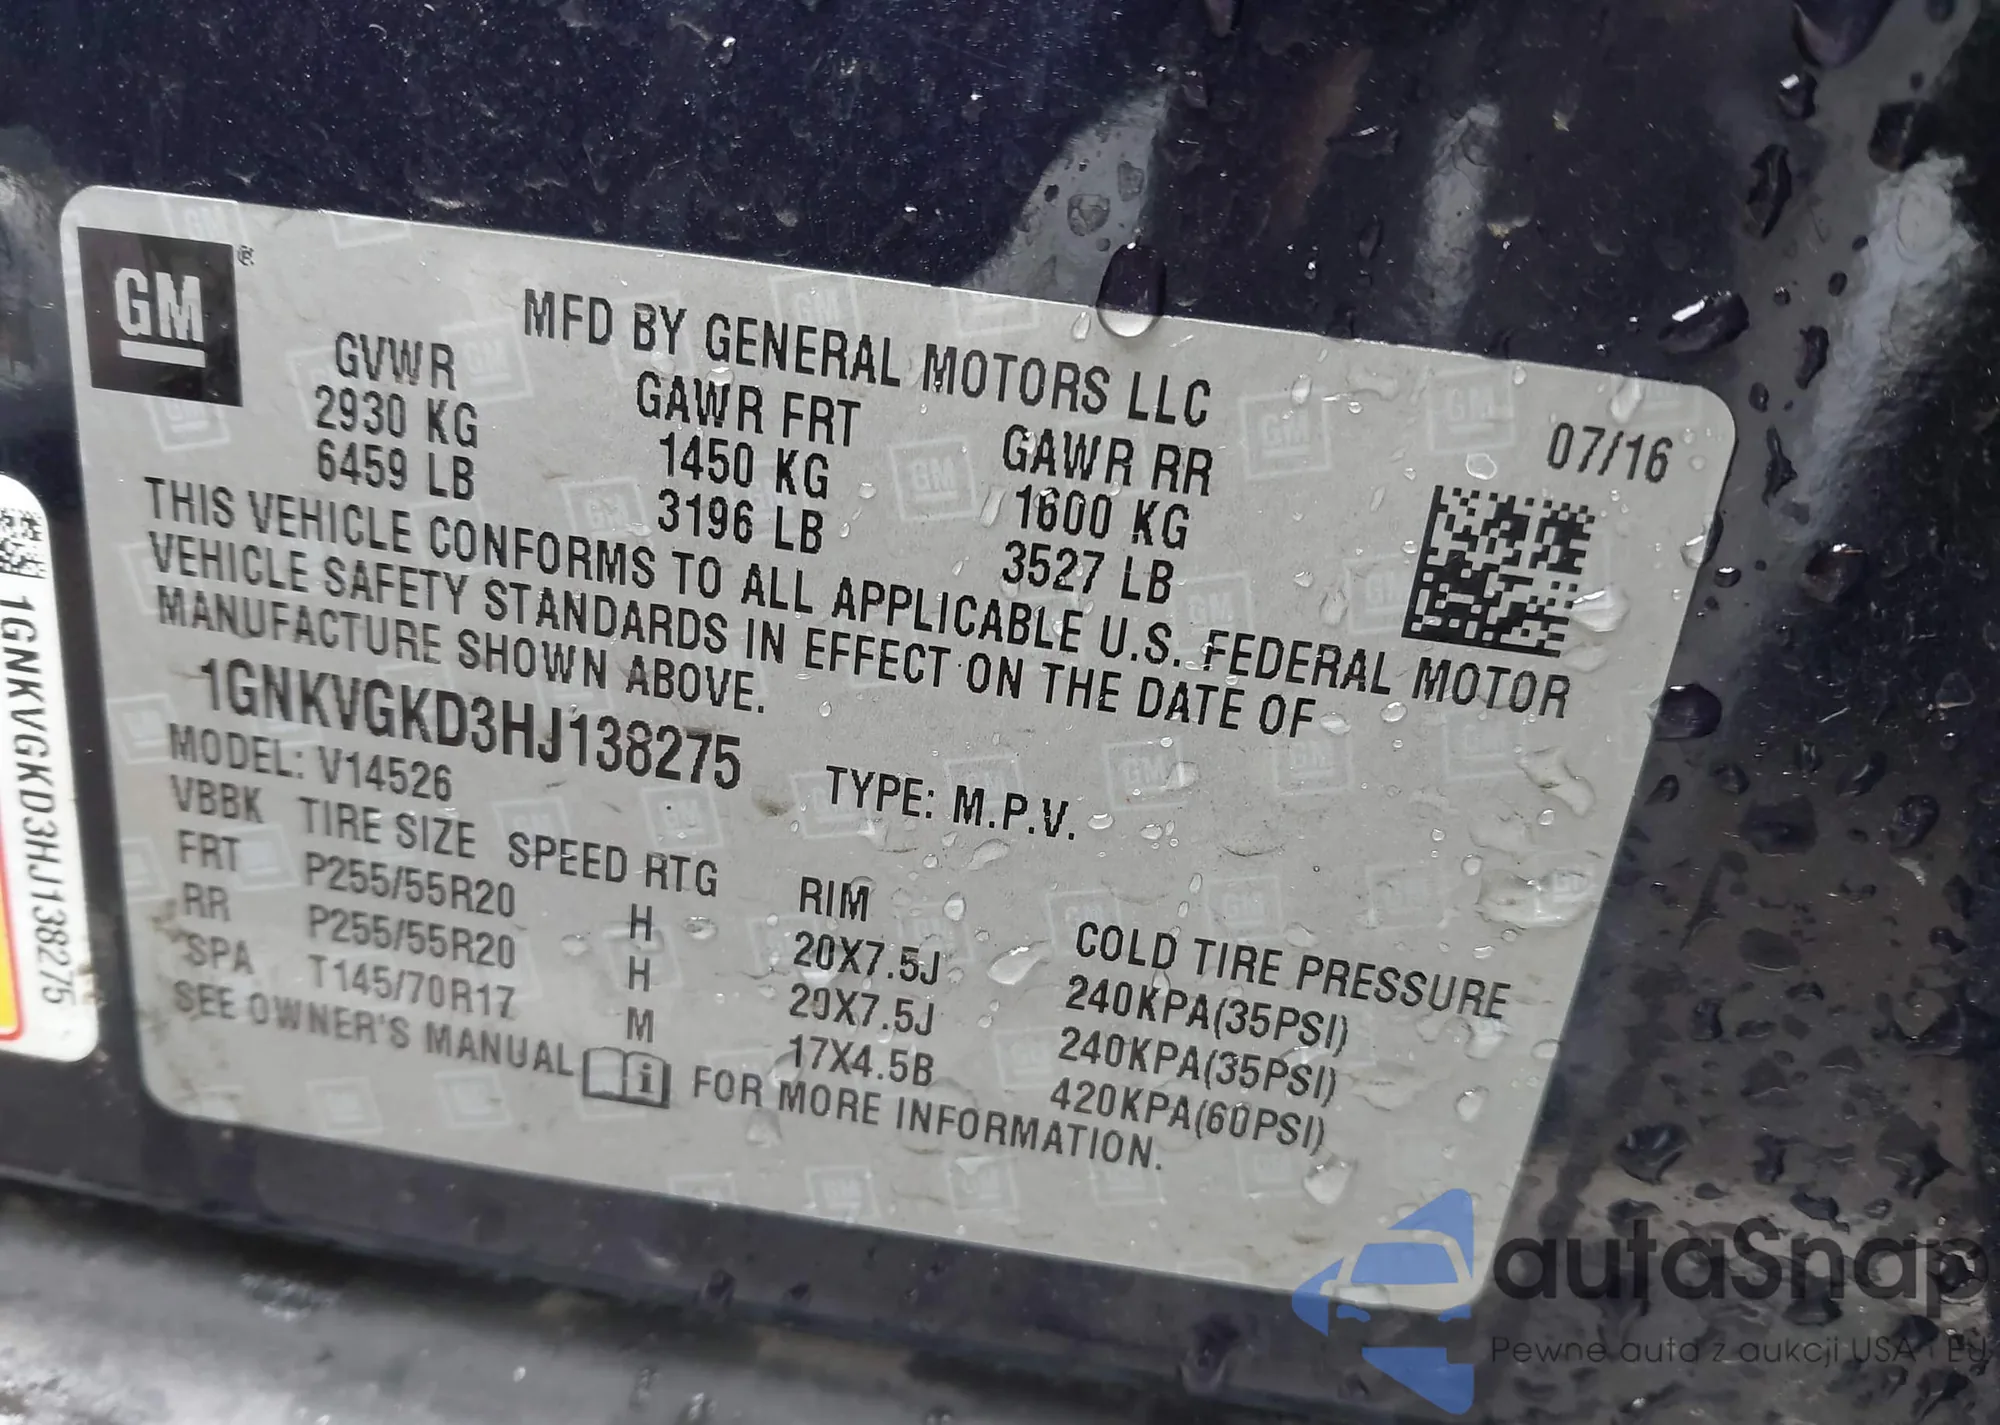 GM
MFD BY GENERAL MOTORS LLC
GVWR GAWR FRT GAWR RR 07/16
2930 KG 1450 KG 1600 KG
6459 LB 3196 LB 3527 LB
THIS VEHICLE CONFORMS TO ALL APPLICABLE U.S. FEDERAL MOTOR
VEHICLE SAFETY STANDARDS IN EFFECT ON THE DATE OF
MANUFACTURE SHOWN ABOVE.
1GNKVGKD3HJ138275 TYPE: M.P.V.
MODEL: V14526
VBBK TIRE SIZE SPEED RTG RIM COLD TIRE PRESSURE
FRT P255/55R20 H 20X7.5J 240KPA(35PSI)
RR P255/55R20 H 20X7.5J 240KPA(35PSI)
SPA T145/70R17 M 17X4.5B 420KPA(60PSI)
SEE OWNER'S MANUAL FOR MORE INFORMATION.
1GNKVGKD3HJ138275
autaSnap
Pewne auta z aukcji USA i EU